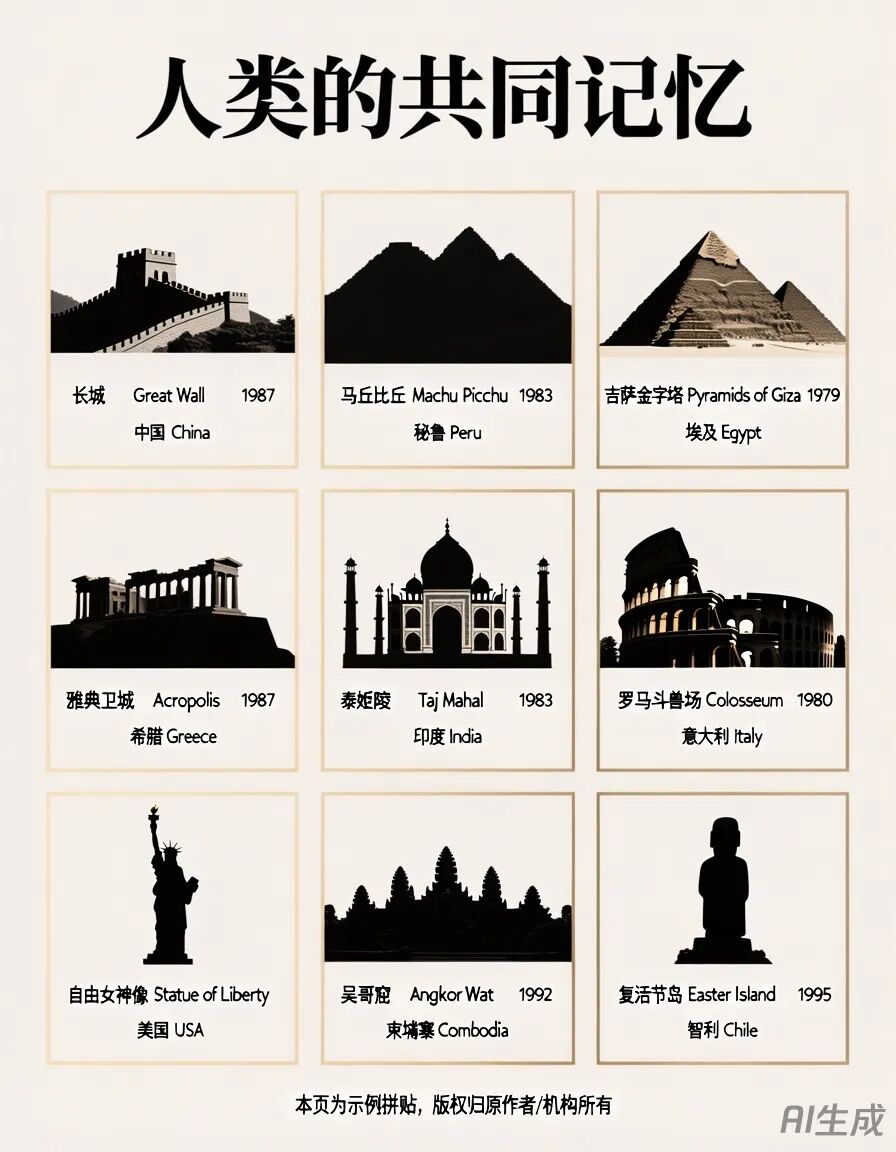 人类的共同记忆
长城 Great Wall 1987
中国 China
马丘比丘 Machu Picchu 1983
秘鲁 Peru
吉萨金字塔 Pyramids of Giza 1979
埃及 Egypt
雅典卫城 Acropolis 1987
希腊 Greece
泰姬陵 Taj Mahal 1983
印度 India
罗马斗兽场 Colosseum 1980
意大利 Italy
自由女神像 Statue of Liberty
美国 USA
吴哥窟 Angkor Wat 1992
柬埔寨 Combodia
复活节岛 Easter Island 1995
智利 Chile
本页为示例拼贴，版权归原作者/机构所有
AI生成